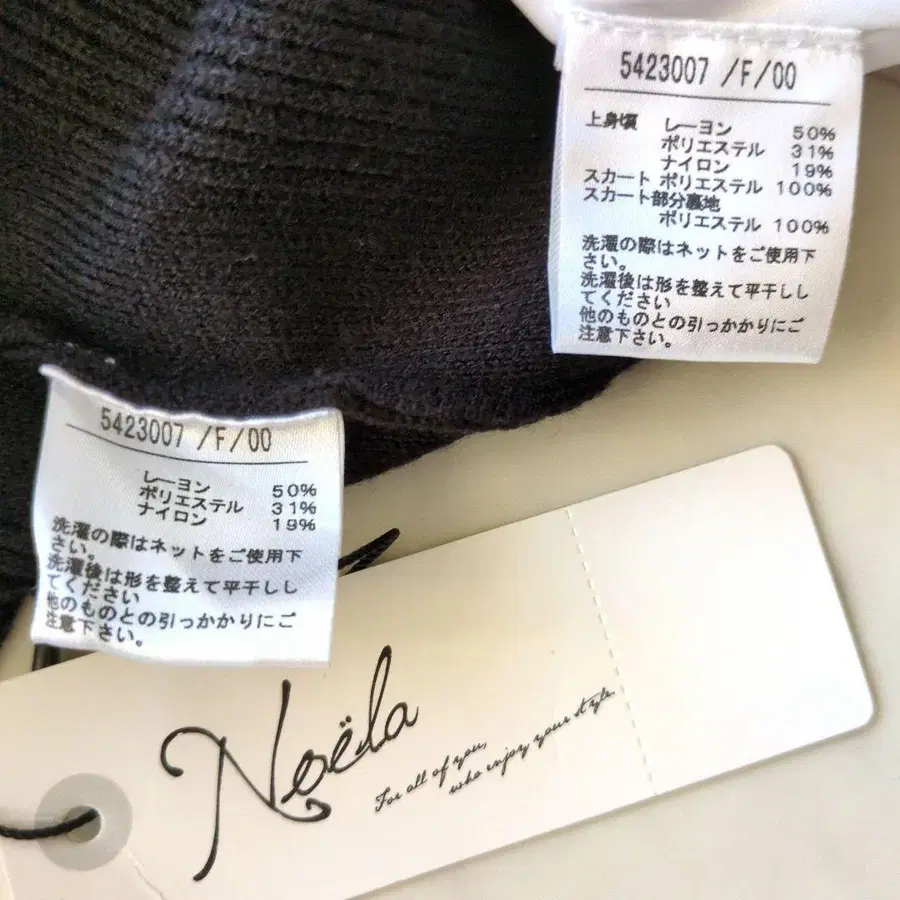 5423007 /F/00
上身頃 レーヨン 50%
ポリエステル 31%
ナイロン 19%
スカート ポリエステル 100%
スカート部分裏地
ポリエステル 100%
洗濯の際はネットをご使用下
さい。
洗濯後は形を整えて平干しし
てください
他のものとの引っかかりにご
注意下さい。
5423007 /F/00
レーヨン 50%
ポリエステル 31%
ナイロン 19%
洗濯の際はネットをご使用下
さい。
洗濯後は形を整えて平干しし
てください
他のものとの引っかかりにご
注意下さい。
Noëla
For all of you,
who enjoy your style.